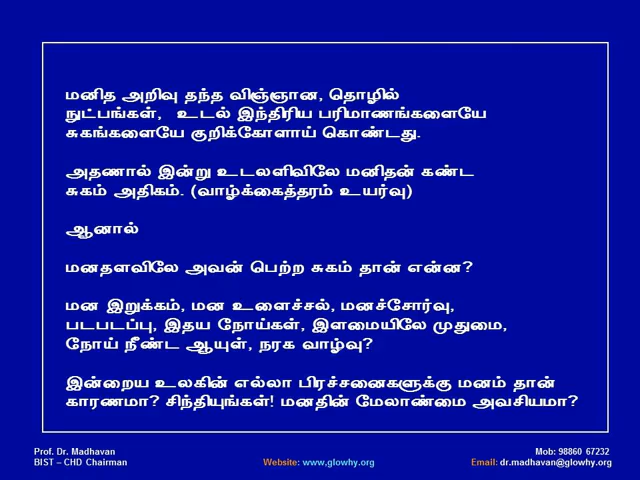 மனித அறிவு தந்த விஞ்ஞான, தொழில்
நுட்பங்கள், உடல் இந்திரிய பரிமாணங்களையே
சுகங்களையே குறிக்கோளாய் கொண்டது.
அதணால் இன்று உடலளிவிலே மனிதன் கண்ட
சுகம் அதிகம். (வாழ்க்கைத்தரம் உயர்வு)
ஆனால்
மனதளவிலே அவன் பெற்ற சுகம் தான் என்ன?
மன இறுக்கம், மன உளைச்சல், மனச்சோர்வு,
படபடப்பு, இதய நோய்கள், இளமையிலே முதுமை,
நோய் நீண்ட ஆயுள், நரக வாழ்வு?
இன்றைய உலகின் எல்லா பிரச்சனைகளுக்கு மனம் தான்
காரணமா? சிந்தியுங்கள்! மனதின் மேலாண்மை அவசியமா?
Prof. Dr. Madhavan
BIST – CHD Chairman
Website: www,glowhy.org
Mob: 98860 67232
Email: dr.madhavan@glowhy.org